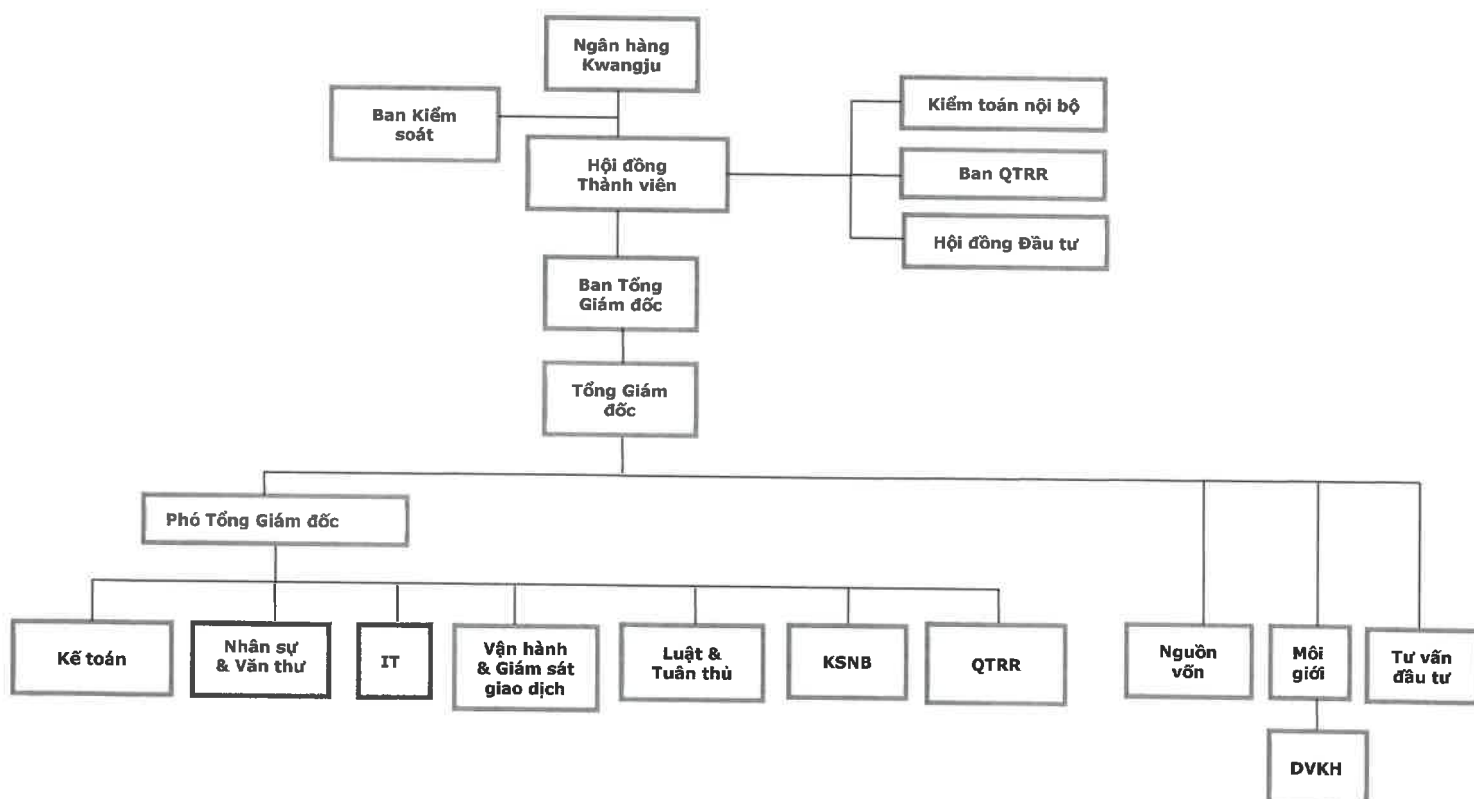 Ngân hàng
Kwangju
Ban Kiểm
soát
Kiểm toán nội bộ
Hội đồng
Thành viên
Ban QTRR
Hội đồng Đầu tư
Ban Tổng
Giám đốc
Tổng Giám
đốc
Phó Tổng Giám đốc
Kế toán
Nhân sự
& Văn thư
IT
Vận hành
& Giám sát
giao dịch
Luật &
Tuân thủ
KSNB
QTRR
Nguồn
vốn
Môi
giới
Tư vấn
đầu tư
DVKH